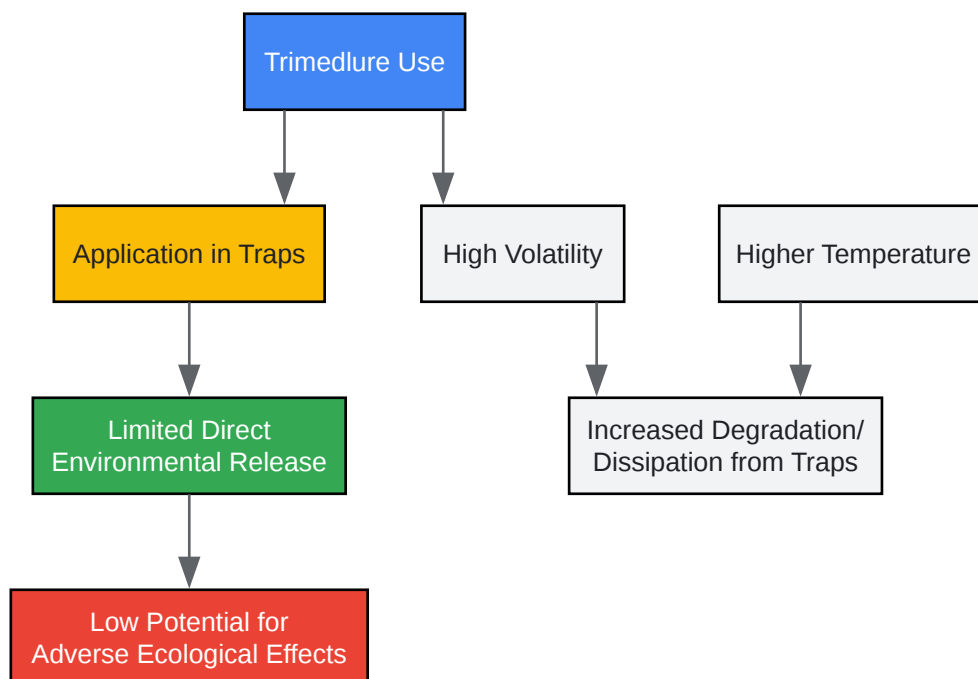 Trimedlure Use
Application in Traps
High Volatility
Higher Temperature
Limited Direct
Environmental Release
Increased Degradation/
Dissipation from Traps
Low Potential for
Adverse Ecological Effects